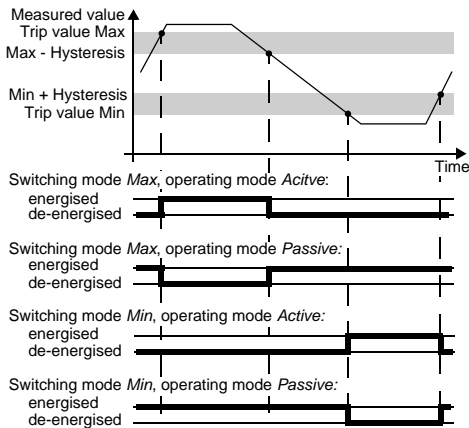 Measured value
Trip value Max
Max - Hysteresis
Min + Hysteresis
Trip value Min
Time
Switching mode Max, operating mode Acitve:
energised
de-energised
Switching mode Max, operating mode Passive:
energised
de-energised
Switching mode Min, operating mode Active:
energised
de-energised
Switching mode Min, operating mode Passive:
energised
de-energised